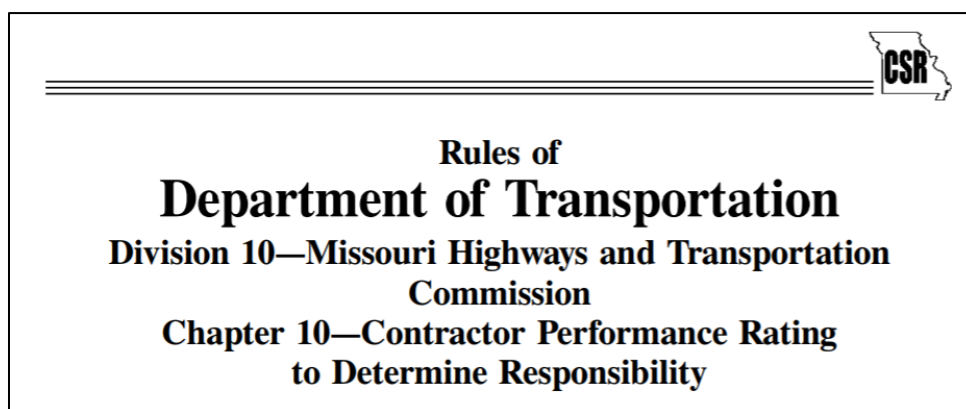 CSR
Rules of
Department of Transportation
Division 10—Missouri Highways and Transportation
Commission
Chapter 10—Contractor Performance Rating
to Determine Responsibility